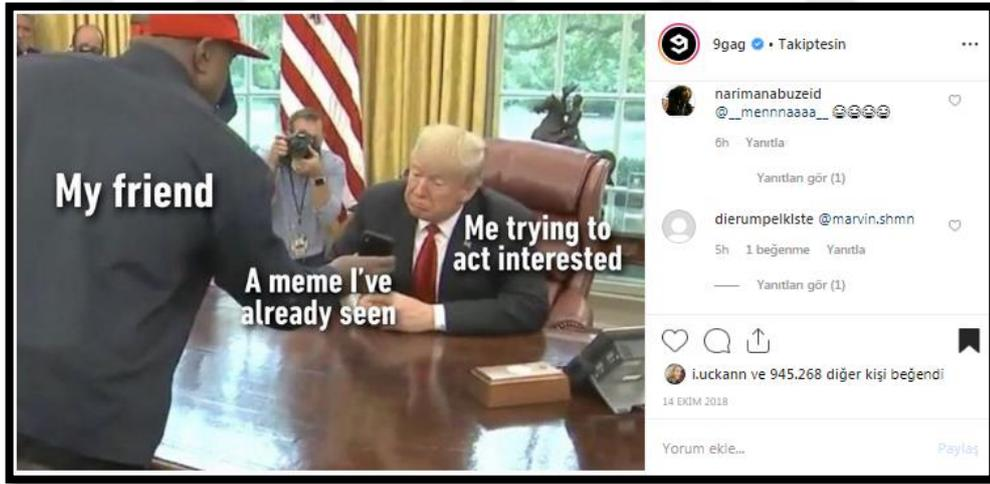 My friend
A meme I've
already seen
Me trying to
act interested
9gag • Takiptesin
narimanabuzeid
@__mennnaaaa__ 😂😂😂😂
6h Yanıtla
Yanıtları gör (1)
dierumpelklste @marvin.shmn
5h 1 beğenme Yanıtla
Yanıtları gör (1)
i.uckann ve 945.268 diğer kişi beğendi
14 EKİM 2018
Yorum ekle... Paylaş